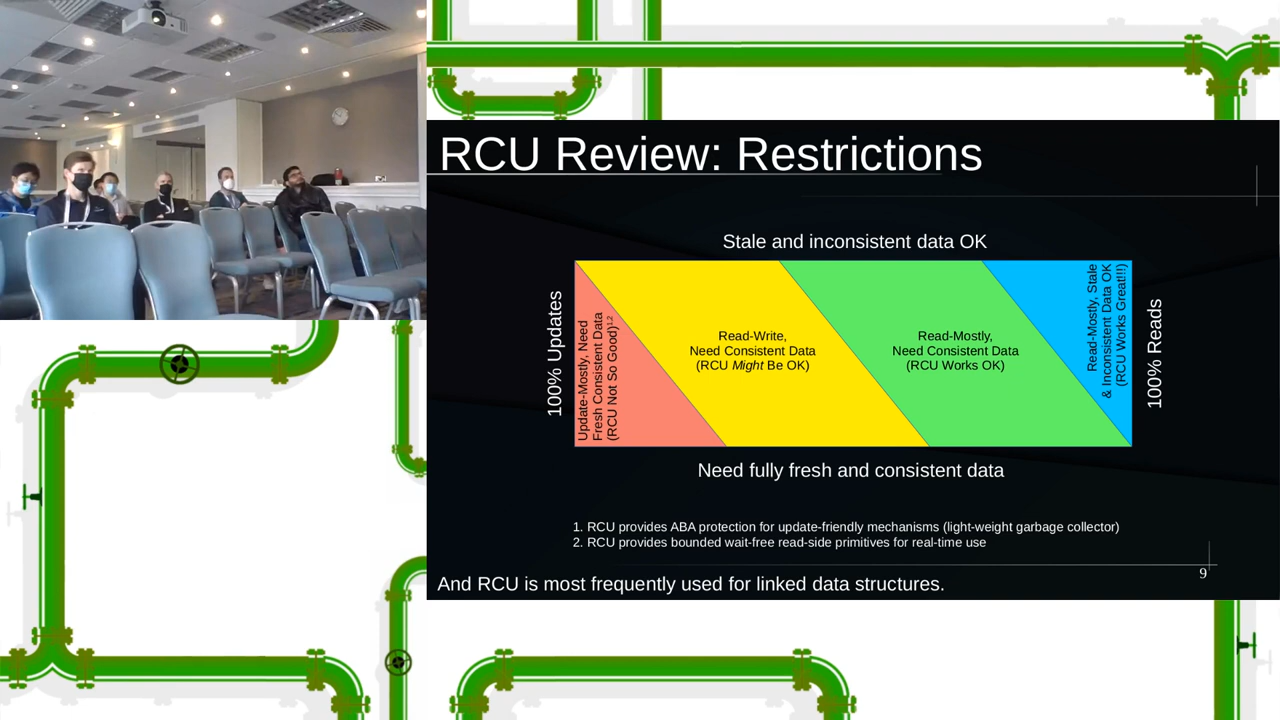 RCU Review: Restrictions
Stale and inconsistent data OK
100% Updates
Update-Mostly, Need
Fresh Consistent Data
(RCU Not So Good)1,2
Read-Write,
Need Consistent Data
(RCU Might Be OK)
Read-Mostly,
Need Consistent Data
(RCU Works OK)
Read-Mostly, Stale
& Inconsistent Data OK
(RCU Works Great!!!)
100% Reads
Need fully fresh and consistent data
1. RCU provides ABA protection for update-friendly mechanisms (light-weight garbage collector)
2. RCU provides bounded wait-free read-side primitives for real-time use
9
And RCU is most frequently used for linked data structures.